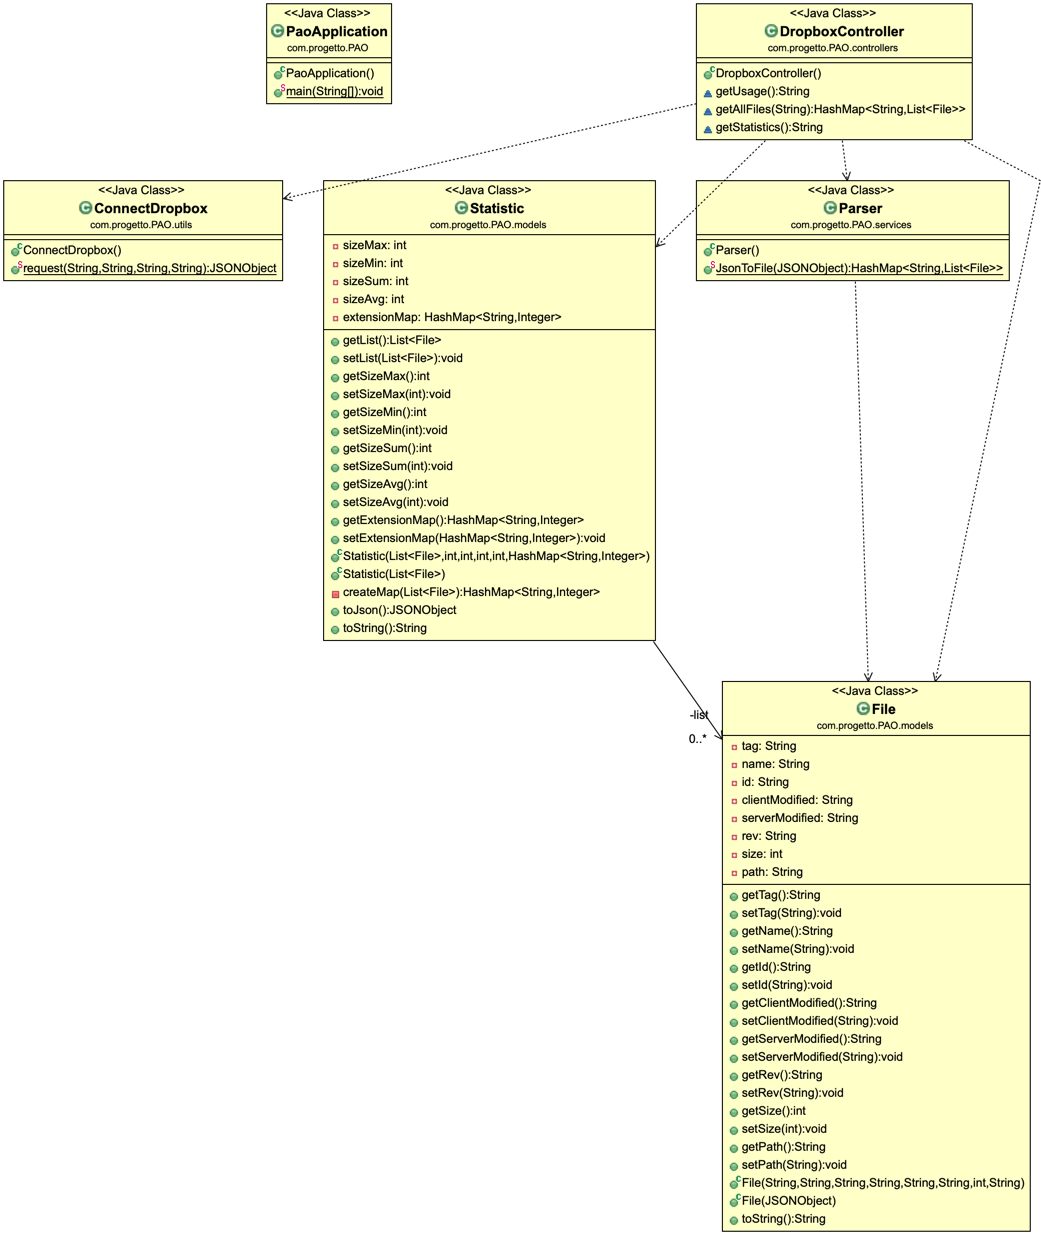 <<Java Class>>
PaoApplication
com.progetto.PAO
PaoApplication()
main(String[]):void
<<Java Class>>
DropboxController
com.progetto.PAO.controllers
DropboxController()
getUsage():String
getAllFiles(String):HashMap<String,List<File>>
getStatistics():String
<<Java Class>>
ConnectDropbox
com.progetto.PAO.utils
ConnectDropbox()
request(String,String,String,String):JSONObject
<<Java Class>>
Statistic
com.progetto.PAO.models
sizeMax: int
sizeMin: int
sizeSum: int
sizeAvg: int
extensionMap: HashMap<String,Integer>
getList():List<File>
setList(List<File>):void
getSizeMax():int
setSizeMax(int):void
getSizeMin():int
setSizeMin(int):void
getSizeSum():int
setSizeSum(int):void
getSizeAvg():int
setSizeAvg(int):void
getExtensionMap():HashMap<String,Integer>
setExtensionMap(HashMap<String,Integer>):void
Statistic(List<File>,int,int,int,int,HashMap<String,Integer>)
Statistic(List<File>)
createMap(List<File>):HashMap<String,Integer>
toJson():JSONObject
toString():String
<<Java Class>>
Parser
com.progetto.PAO.services
Parser()
JsonToFile(JSONObject):HashMap<String,List<File>>
-list
0..*
<<Java Class>>
File
com.progetto.PAO.models
tag: String
name: String
id: String
clientModified: String
serverModified: String
rev: String
size: int
path: String
getTag():String
setTag(String):void
getName():String
setName(String):void
getId():String
setId(String):void
getClientModified():String
setClientModified(String):void
getServerModified():String
setServerModified(String):void
getRev():String
setRev(String):void
getSize():int
setSize(int):void
getPath():String
setPath(String):void
File(String,String,String,String,String,String,int,String)
File(JSONObject)
toString():String